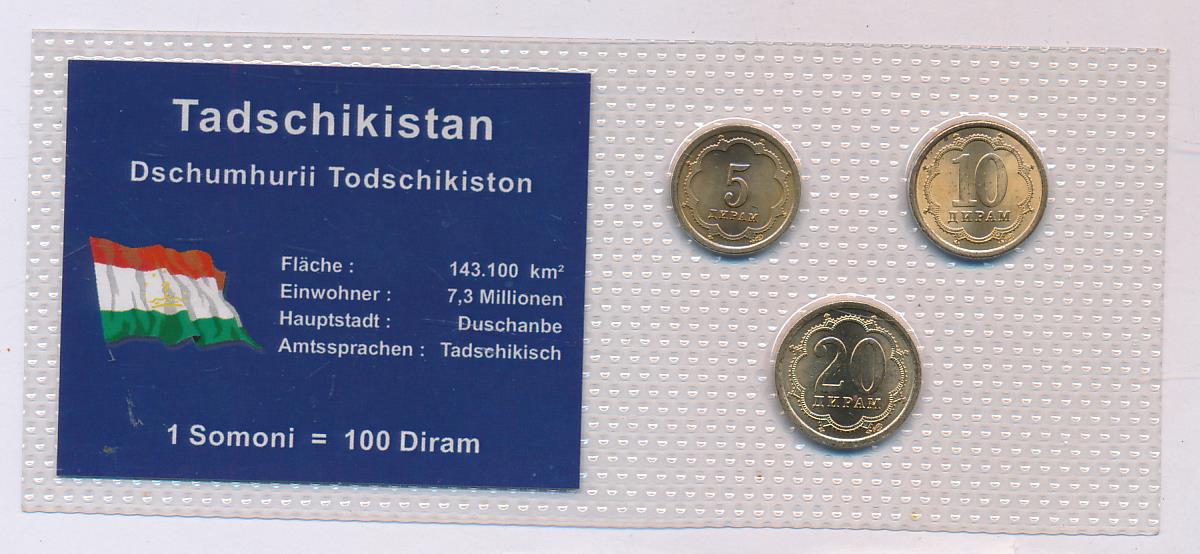 Tadschikistan
Dschumhurii Todschikiston
Fläche : 143.100 km²
Einwohner : 7,3 Millionen
Hauptstadt : Duschanbe
Amtssprachen : Tadschikisch
1 Somoni = 100 Diram
5
ДИРАМ
10
ДИРАМ
20
ДИРАМ